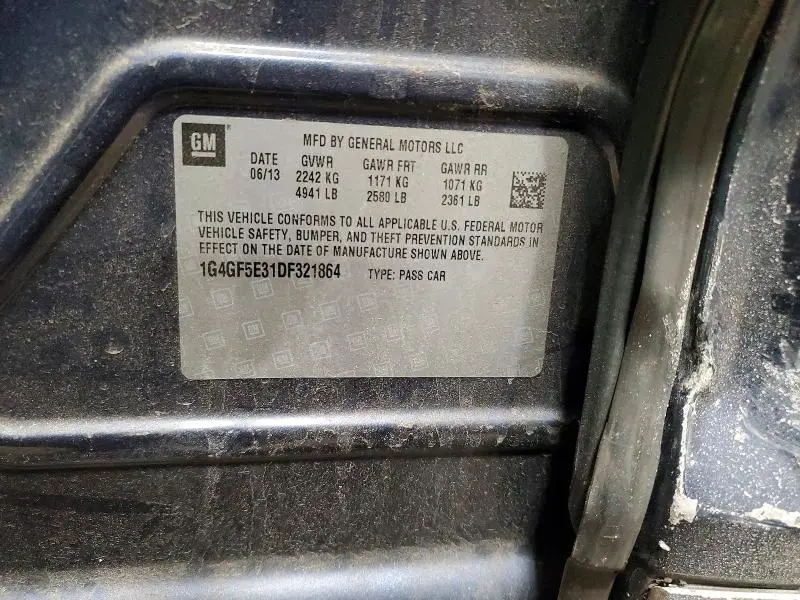 GM
MFD BY GENERAL MOTORS LLC
DATE GVWR GAWR FRT GAWR RR
06/13 2242 KG 1171 KG 1071 KG
4941 LB 2580 LB 2361 LB
THIS VEHICLE CONFORMS TO ALL APPLICABLE U.S. FEDERAL MOTOR
VEHICLE SAFETY, BUMPER, AND THEFT PREVENTION STANDARDS IN
EFFECT ON THE DATE OF MANUFACTURE SHOWN ABOVE.
1G4GF5E31DF321864 TYPE: PASS CAR